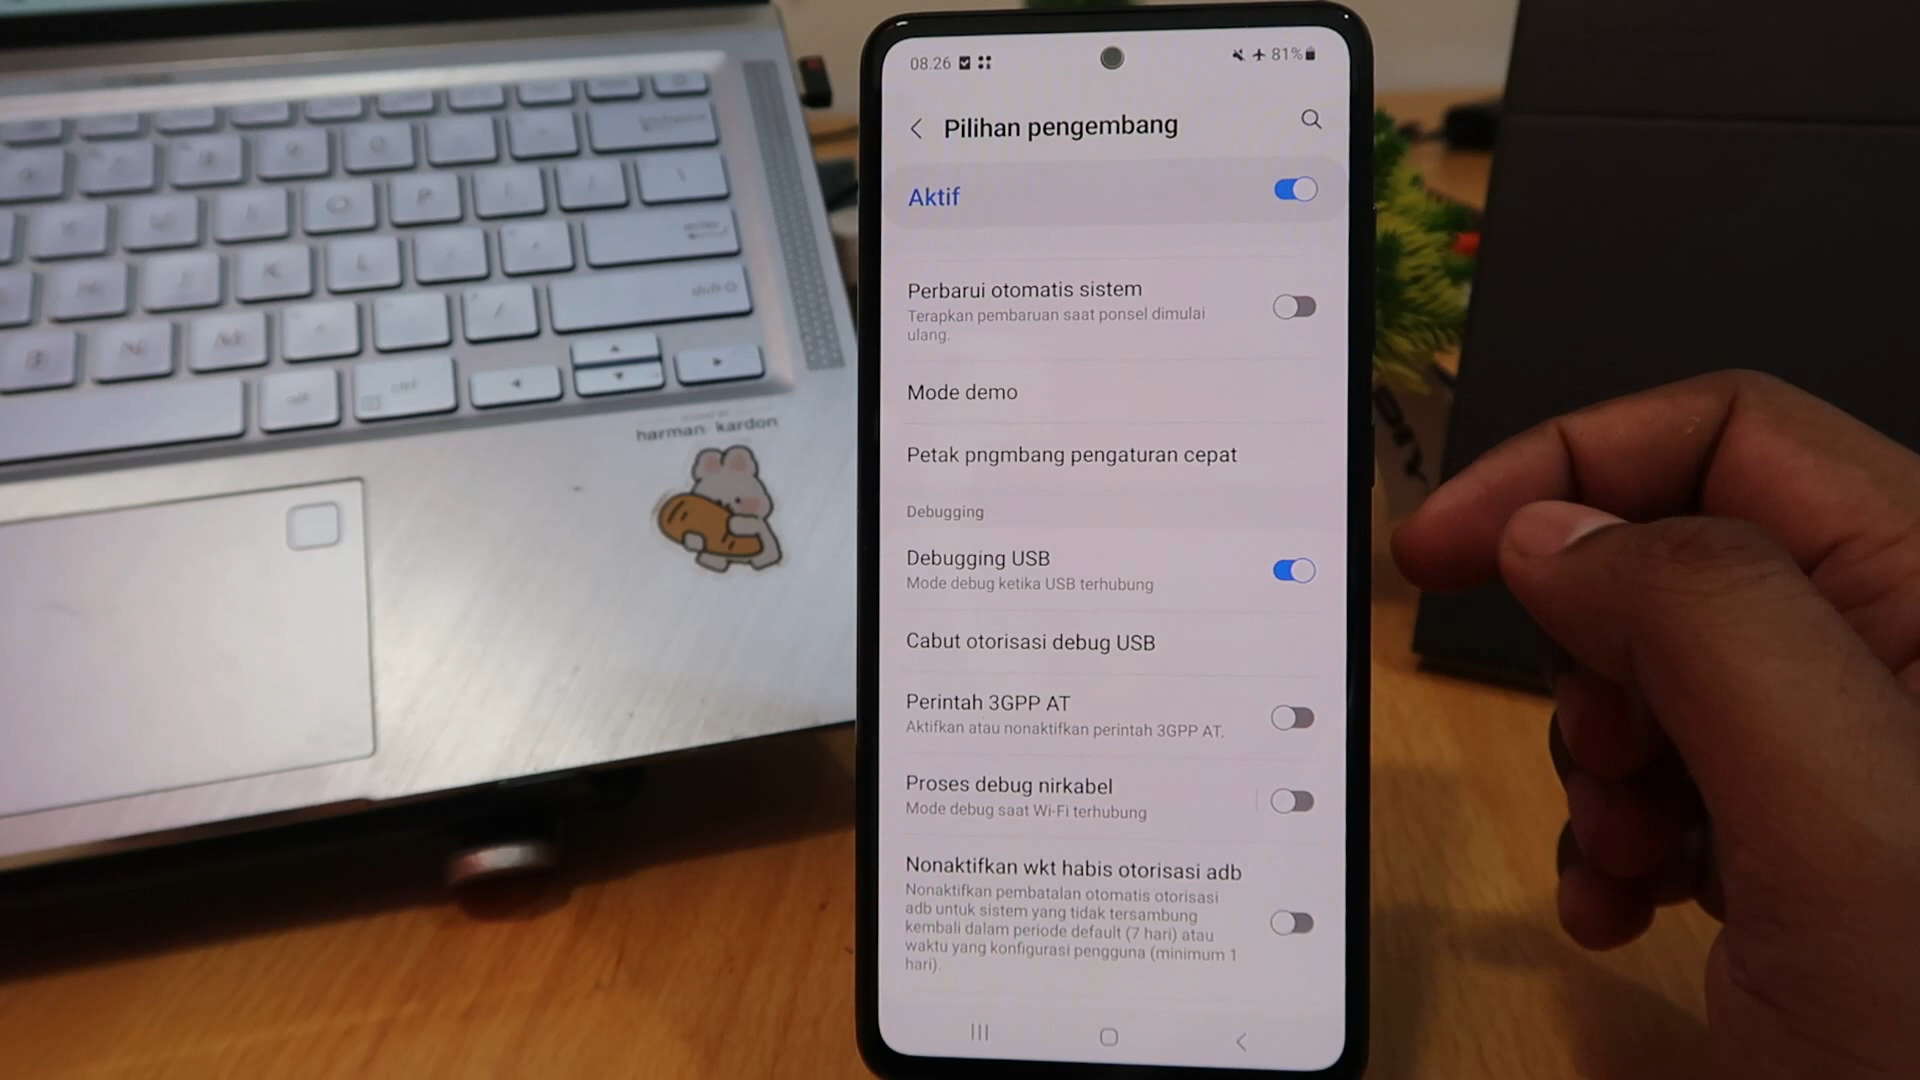 08.26
81%
Pilihan pengembang
Aktif
Perbarui otomatis sistem
Terapkan pembaruan saat ponsel dimulai
ulang.
Mode demo
Petak pngmbang pengaturan cepat
Debugging
Debugging USB
Mode debug ketika USB terhubung
Cabut otorisasi debug USB
Perintah 3GPP AT
Aktifkan atau nonaktifkan perintah 3GPP AT.
Proses debug nirkabel
Mode debug saat Wi-Fi terhubung
Nonaktifkan wkt habis otorisasi adb
Nonaktifkan pembatalan otomatis otorisasi
adb untuk sistem yang tidak tersambung
kembali dalam periode default (7 hari) atau
waktu yang konfigurasi pengguna (minimum 1
hari).
harman/kardon
shift
ctrl